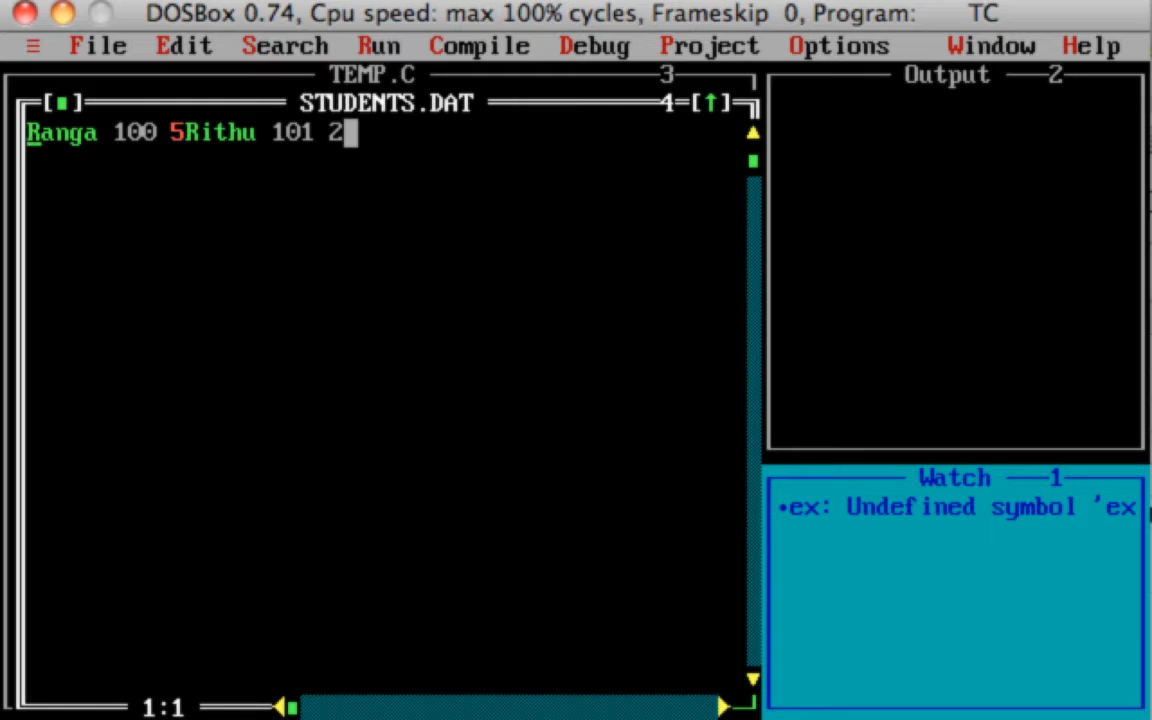 DOSBox 0.74, Cpu speed: max 100% cycles, Frameskip 0, Program: TC
≡ File Edit Search Run Compile Debug Project Options Window Help
TEMP.C 3
[■] STUDENTS.DAT 4=[↑]
Ranga 100 5Rithu 101 2
1:1
Output 2
Watch 1
•ex: Undefined symbol 'ex